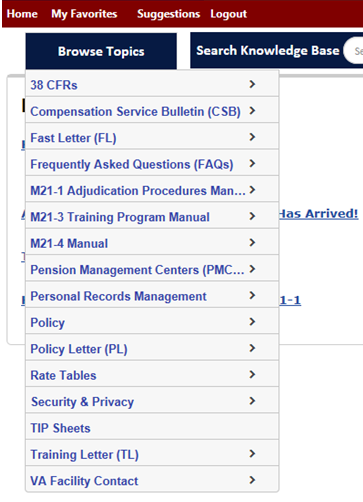 Home My Favorites Suggestions Logout
Browse Topics Search Knowledge Base
38 CFRs
Compensation Service Bulletin (CSB)
Fast Letter (FL)
Frequently Asked Questions (FAQs)
M21-1 Adjudication Procedures Man...
M21-3 Training Program Manual Has Arrived!
M21-4 Manual
Pension Management Centers (PMC...
Personal Records Management 1-1
Policy
Policy Letter (PL)
Rate Tables
Security & Privacy
TIP Sheets
Training Letter (TL)
VA Facility Contact